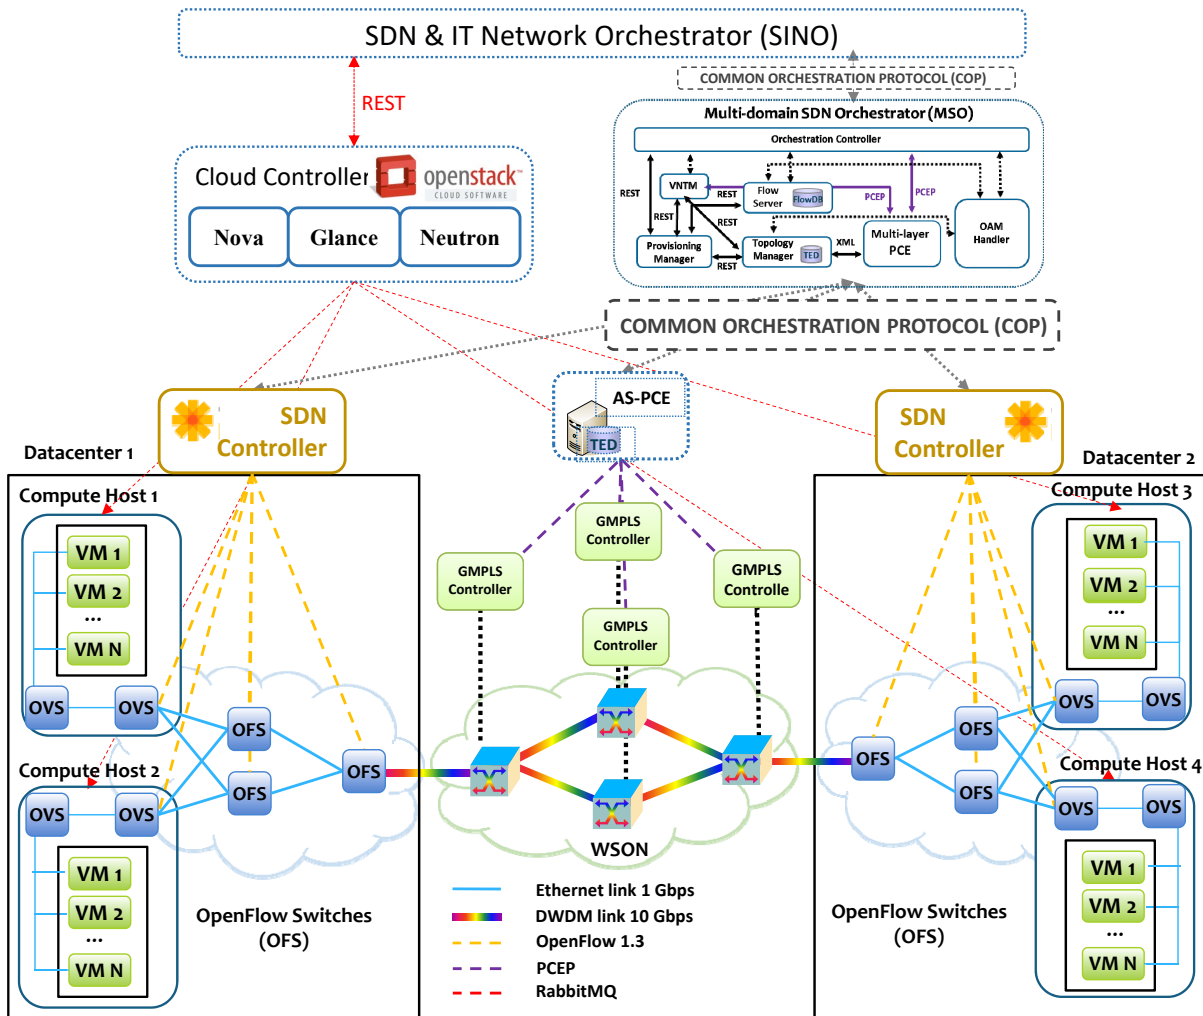 SDN & IT Network Orchestrator (SINO)
REST
COMMON ORCHESTRATION PROTOCOL (COP)
Cloud Controller
openstack™
CLOUD SOFTWARE
Nova
Glance
Neutron
Multi-domain SDN Orchestrator (MSO)
Orchestration Controller
REST
VNTM
REST
Flow
Server
FlowDB
PCEP
PCEP
REST
REST
Provisioning
Manager
REST
Topology
Manager
TED
XML
Multi-layer
PCE
OAM
Handler
COMMON ORCHESTRATION PROTOCOL (COP)
SDN
Controller
AS-PCE
TED
SDN
Controller
Datacenter 1
Datacenter 2
Compute Host 1
VM 1
VM 2
...
VM N
OVS
OVS
Compute Host 2
OVS
OVS
VM 1
VM 2
...
VM N
OFS
OFS
OFS
OpenFlow Switches
(OFS)
GMPLS
Controller
GMPLS
Controller
GMPLS
Controlle
GMPLS
Controller
WSON
Ethernet link 1 Gbps
DWDM link 10 Gbps
OpenFlow 1.3
PCEP
RabbitMQ
Compute Host 3
VM 1
VM 2
...
VM N
OVS
OVS
OFS
OFS
OFS
Compute Host 4
OVS
OVS
VM 1
VM 2
...
VM N
OpenFlow Switches
(OFS)